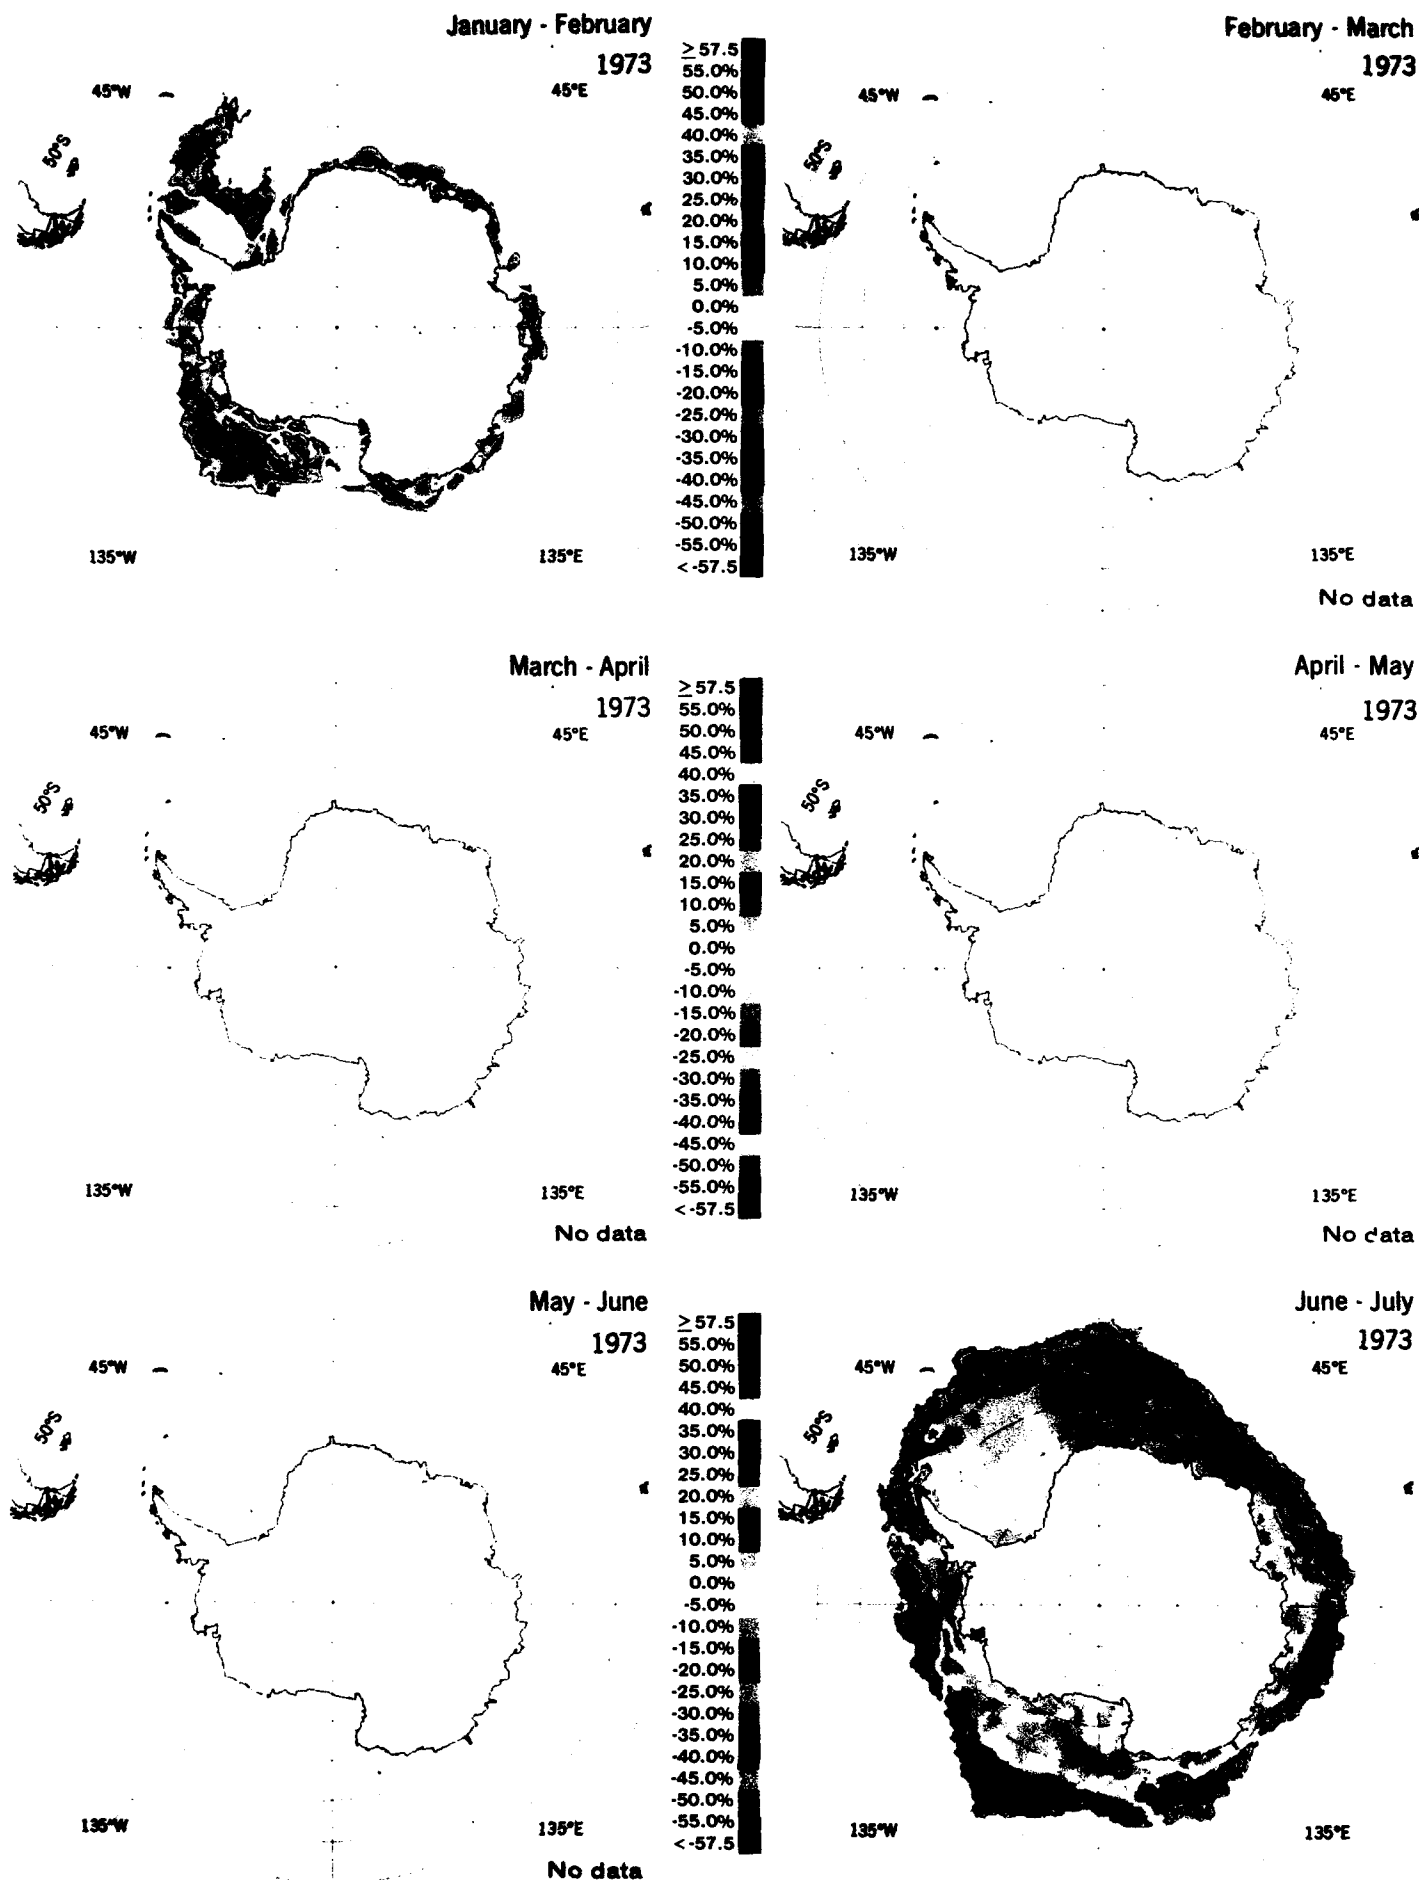 January - February
1973
45°W
45°E
50°S
135°W
135°E
≥ 57.5
55.0%
50.0%
45.0%
40.0%
35.0%
30.0%
25.0%
20.0%
15.0%
10.0%
5.0%
0.0%
-5.0%
-10.0%
-15.0%
-20.0%
-25.0%
-30.0%
-35.0%
-40.0%
-45.0%
-50.0%
-55.0%
< -57.5
February - March
1973
45°W
45°E
50°S
135°W
135°E
No data
March - April
1973
45°W
45°E
50°S
135°W
135°E
No data
≥ 57.5
55.0%
50.0%
45.0%
40.0%
35.0%
30.0%
25.0%
20.0%
15.0%
10.0%
5.0%
0.0%
-5.0%
-10.0%
-15.0%
-20.0%
-25.0%
-30.0%
-35.0%
-40.0%
-45.0%
-50.0%
-55.0%
< -57.5
April - May
1973
45°W
45°E
50°S
135°W
135°E
No data
May - June
1973
45°W
45°E
50°S
135°W
135°E
No data
≥ 57.5
55.0%
50.0%
45.0%
40.0%
35.0%
30.0%
25.0%
20.0%
15.0%
10.0%
5.0%
0.0%
-5.0%
-10.0%
-15.0%
-20.0%
-25.0%
-30.0%
-35.0%
-40.0%
-45.0%
-50.0%
-55.0%
< -57.5
June - July
1973
45°W
45°E
50°S
135°W
135°E